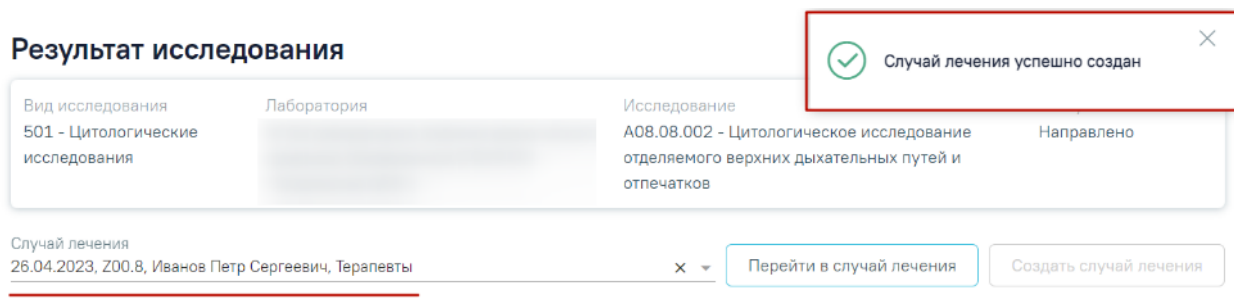 Результат исследования
Случай лечения успешно создан
Вид исследования
Лаборатория
Исследование
501 - Цитологические
исследования
A08.08.002 - Цитологическое исследование
отделяемого верхних дыхательных путей и
отпечатков
Направлено
Случай лечения
26.04.2023, Z00.8, Иванов Петр Сергеевич, Терапевты
Перейти в случай лечения
Создать случай лечения